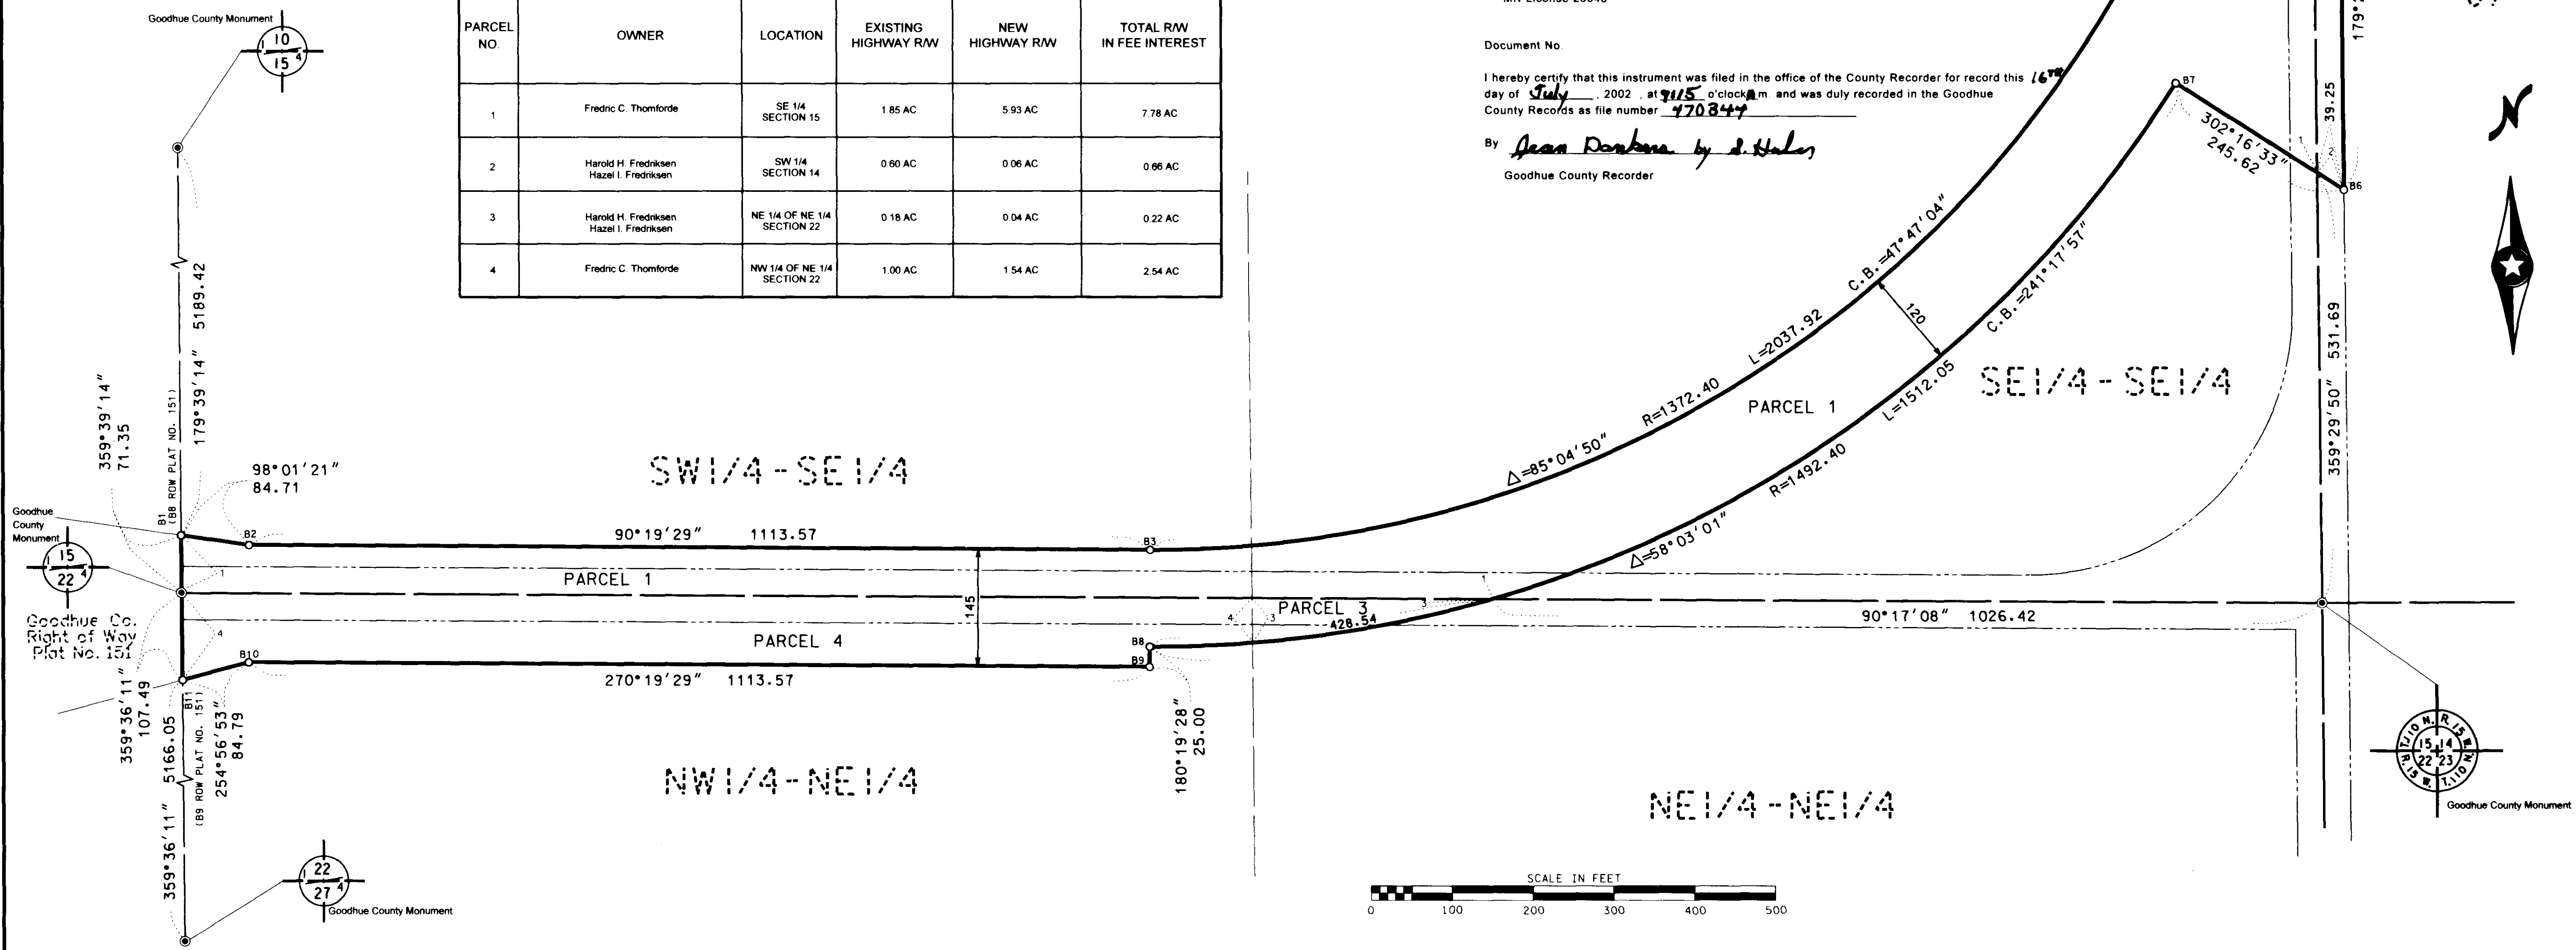 Goodhue County Monument
10
1 4
15
PARCEL NO. OWNER LOCATION EXISTING HIGHWAY R/W NEW HIGHWAY R/W TOTAL R/W IN FEE INTEREST
1 Fredric C. Thomforde SE 1/4 SECTION 15 1.85 AC 5.93 AC 7.78 AC
2 Harold H. Fredriksen Hazel I. Fredriksen SW 1/4 SECTION 14 0.60 AC 0.06 AC 0.66 AC
3 Harold H. Fredriksen Hazel I. Fredriksen NE 1/4 OF NE 1/4 SECTION 22 0.18 AC 0.04 AC 0.22 AC
4 Fredric C. Thomforde NW 1/4 OF NE 1/4 SECTION 22 1.00 AC 1.54 AC 2.54 AC
Document No.
I hereby certify that this instrument was filed in the office of the County Recorder for record this 16TH
day of July, 2002, at 9:15 o'clock A m. and was duly recorded in the Goodhue
County Records as file number 470844
By
Goodhue County Recorder
N
39.25
B7
302°16'33"
245.62
1
2
B6
179°39'14" 5189.42
359°39'14"
71.35
B1
(B8 ROW PLAT NO. 151)
98°01'21"
84.71
Goodhue
County
Monument
15
1 4
22
Goodhue Co.
Right of Way
Plat No. 151
SW1/4-SE1/4
B2
90°19'29" 1113.57
B3
1
PARCEL 1
145
4
PARCEL 4
B10
270°19'29" 1113.57
B8
B9
180°19'28"
25.00
4
3
PARCEL 3
428.54
3
1
Δ=85°04'50"
R=1372.40
L=2037.92
C.B.=47°47'04"
120
Δ=58°03'01"
R=1492.40
L=1512.05
C.B.=241°17'57"
PARCEL 1
SE1/4-SE1/4
359°29'50" 531.69
90°17'08" 1026.42
359°36'11"
107.49
B11
(B9 ROW PLAT NO. 151)
254°56'53"
84.79
359°36'11" 5166.05
NW1/4-NE1/4
NE1/4-NE1/4
T.110 N. R.15 W.
15 14
22 23
R.15 W. T.110 N.
Goodhue County Monument
22
1 4
27
Goodhue County Monument
SCALE IN FEET
0 100 200 300 400 500